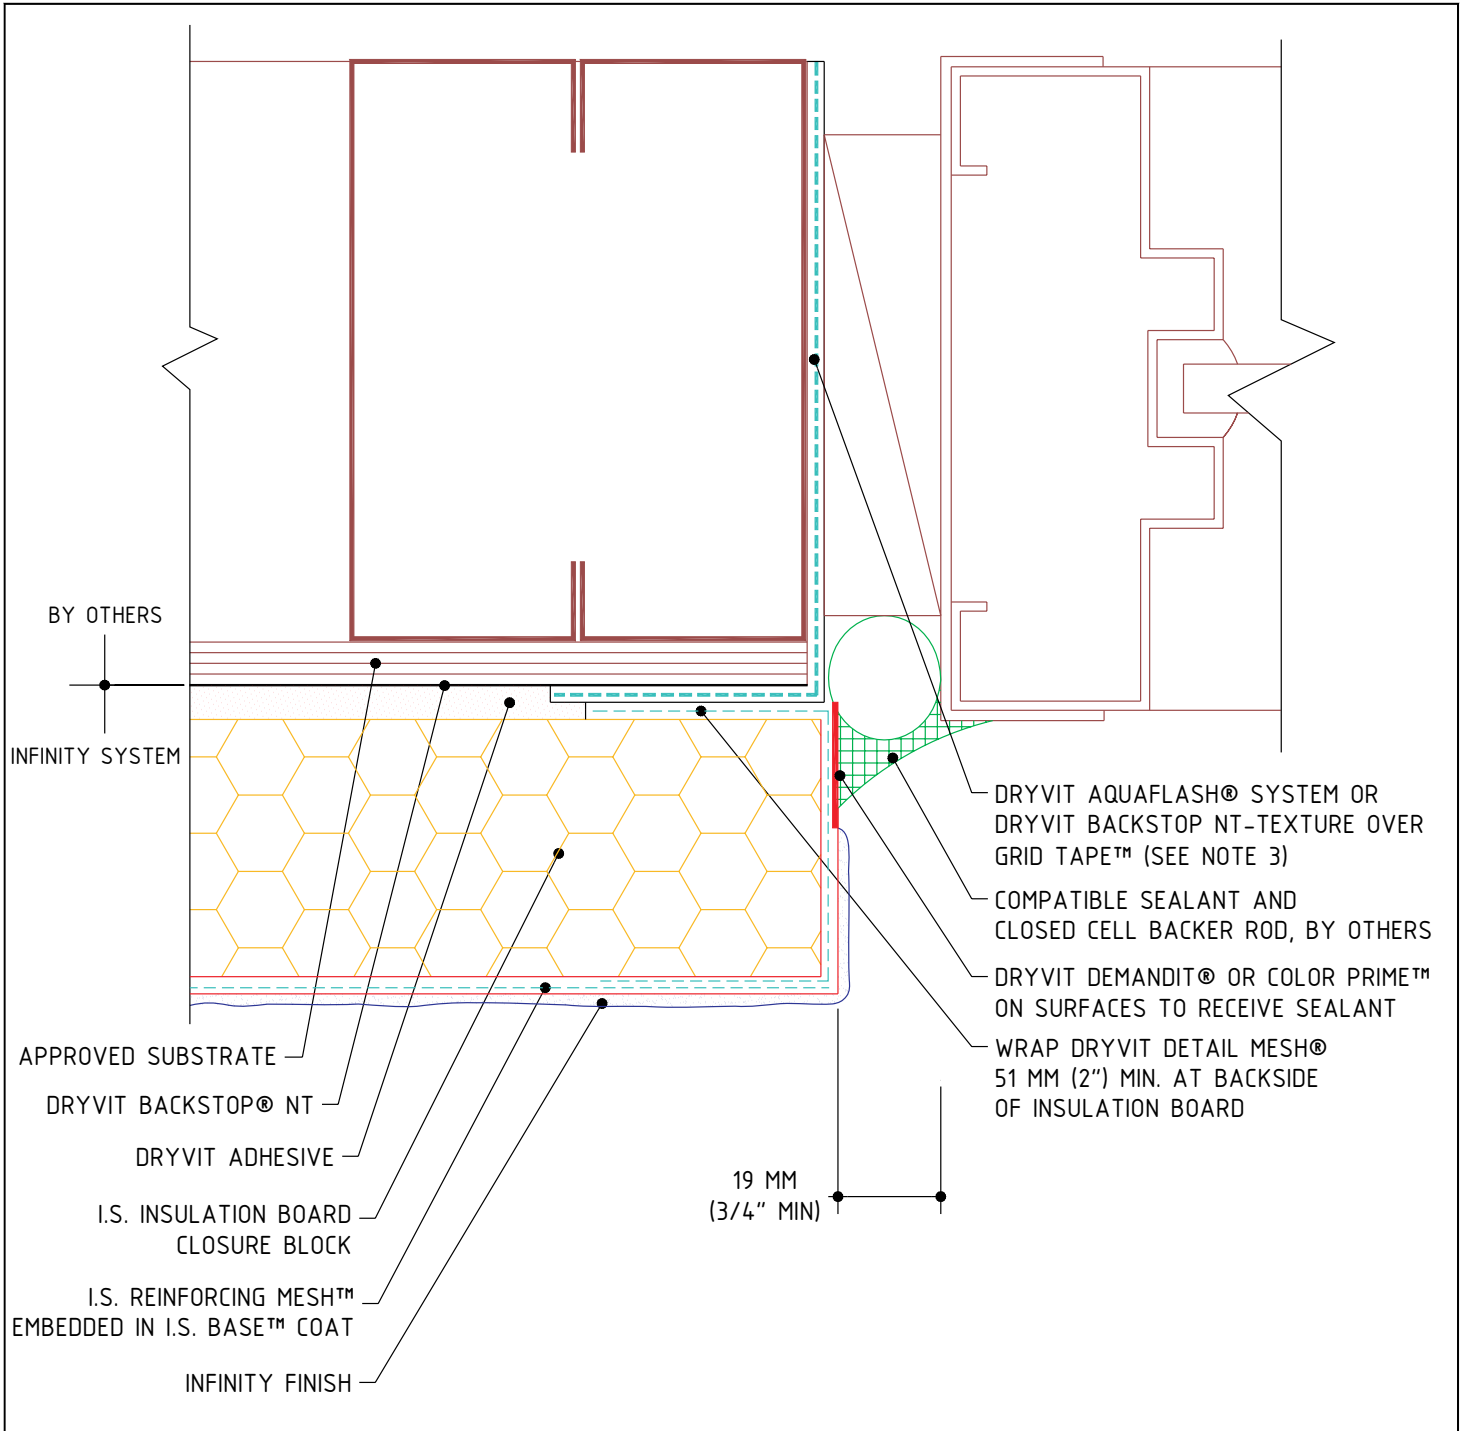 BY OTHERS
INFINITY SYSTEM
APPROVED SUBSTRATE
DRYVIT BACKSTOP® NT
DRYVIT ADHESIVE
I.S. INSULATION BOARD
CLOSURE BLOCK
I.S. REINFORCING MESH™
EMBEDDED IN I.S. BASE™ COAT
INFINITY FINISH
DRYVIT AQUAFLASH® SYSTEM OR
DRYVIT BACKSTOP NT-TEXTURE OVER
GRID TAPE™ (SEE NOTE 3)
COMPATIBLE SEALANT AND
CLOSED CELL BACKER ROD, BY OTHERS
DRYVIT DEMANDIT® OR COLOR PRIME™
ON SURFACES TO RECEIVE SEALANT
WRAP DRYVIT DETAIL MESH®
51 MM (2") MIN. AT BACKSIDE
OF INSULATION BOARD
19 MM
(3/4" MIN)